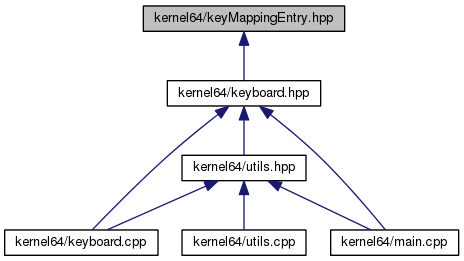 kernel64/keyMappingEntry.hpp
kernel64/keyboard.hpp
kernel64/utils.hpp
kernel64/keyboard.cpp
kernel64/utils.cpp
kernel64/main.cpp